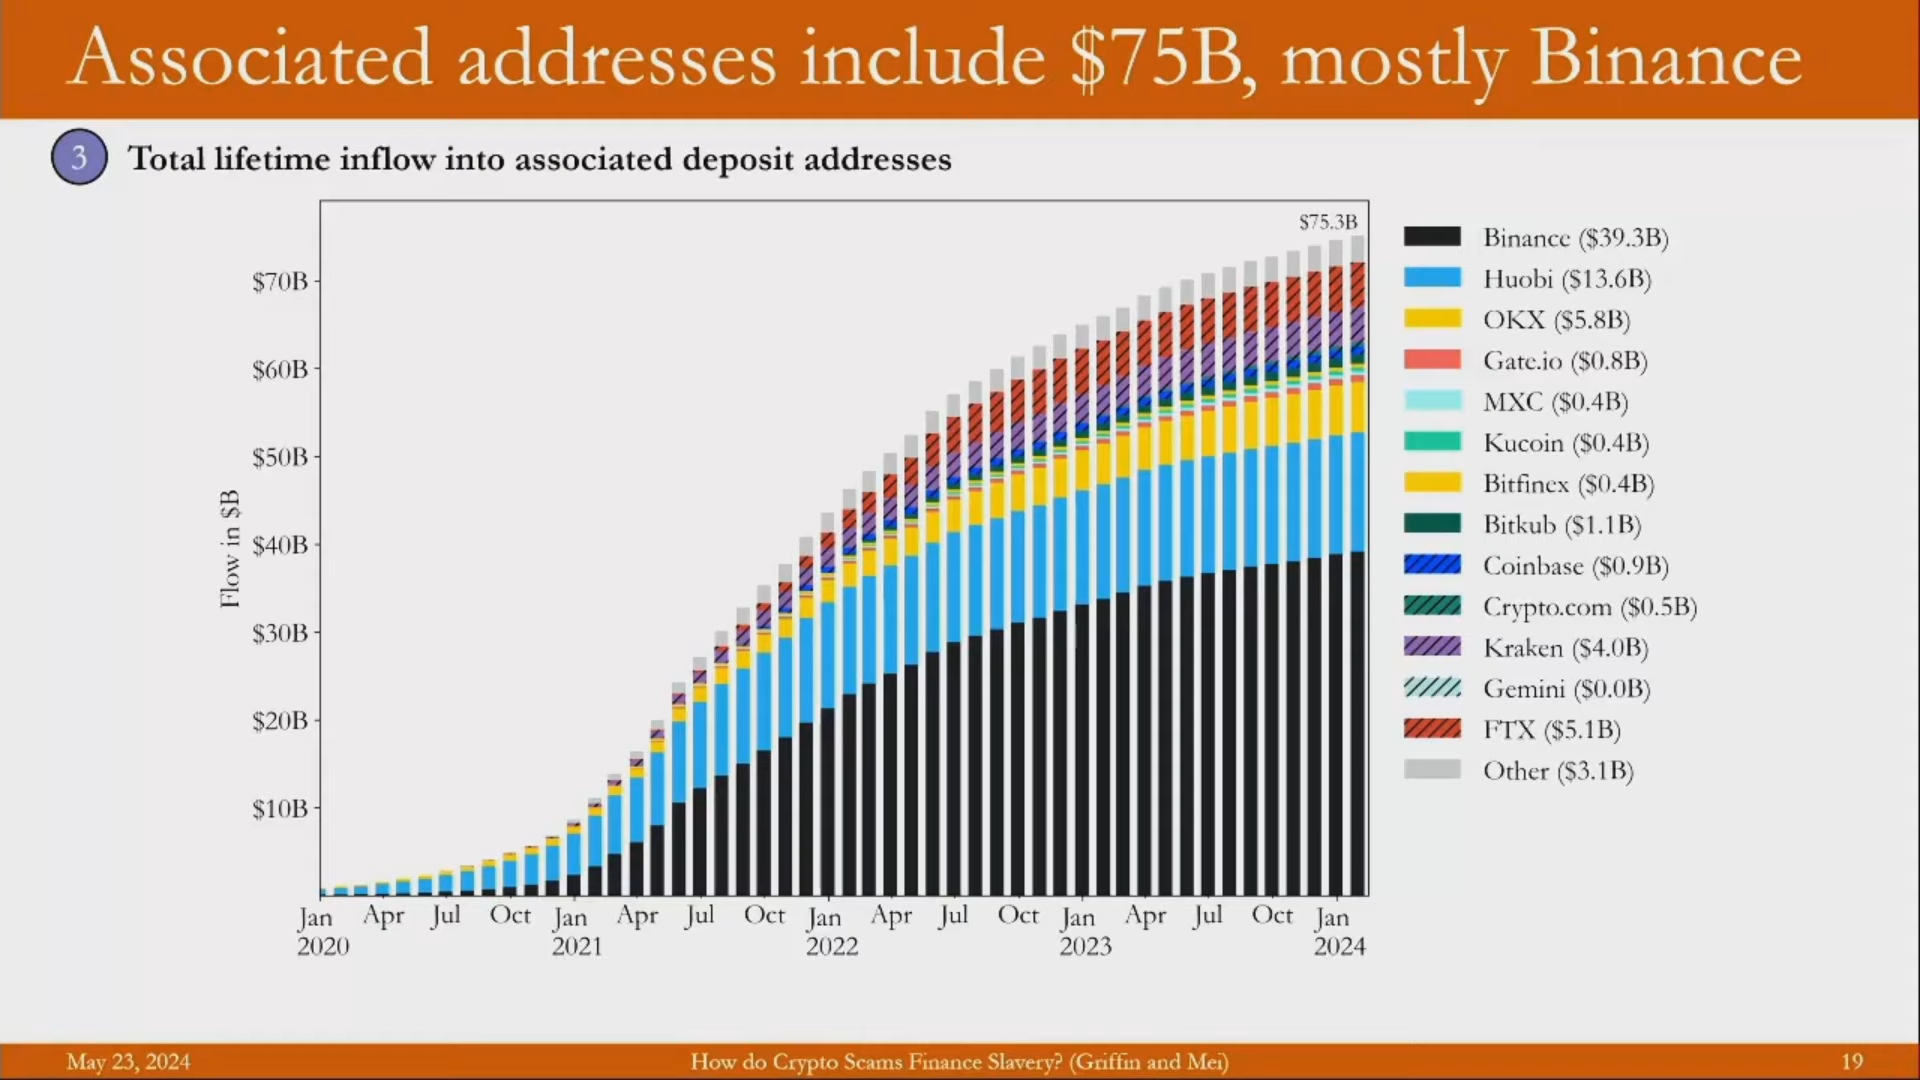 Associated addresses include $75B, mostly Binance
3 Total lifetime inflow into associated deposit addresses
Flow in $B
$70B
$60B
$50B
$40B
$30B
$20B
$10B
$75.3B
Jan Apr Jul Oct Jan Apr Jul Oct Jan Apr Jul Oct Jan Apr Jul Oct Jan
2020 2021 2022 2023 2024
Binance ($39.3B)
Huobi ($13.6B)
OKX ($5.8B)
Gate.io ($0.8B)
MXC ($0.4B)
Kucoin ($0.4B)
Bitfinex ($0.4B)
Bitkub ($1.1B)
Coinbase ($0.9B)
Crypto.com ($0.5B)
Kraken ($4.0B)
Gemini ($0.0B)
FTX ($5.1B)
Other ($3.1B)
May 23, 2024 How do Crypto Scams Finance Slavery? (Griffin and Mei) 19